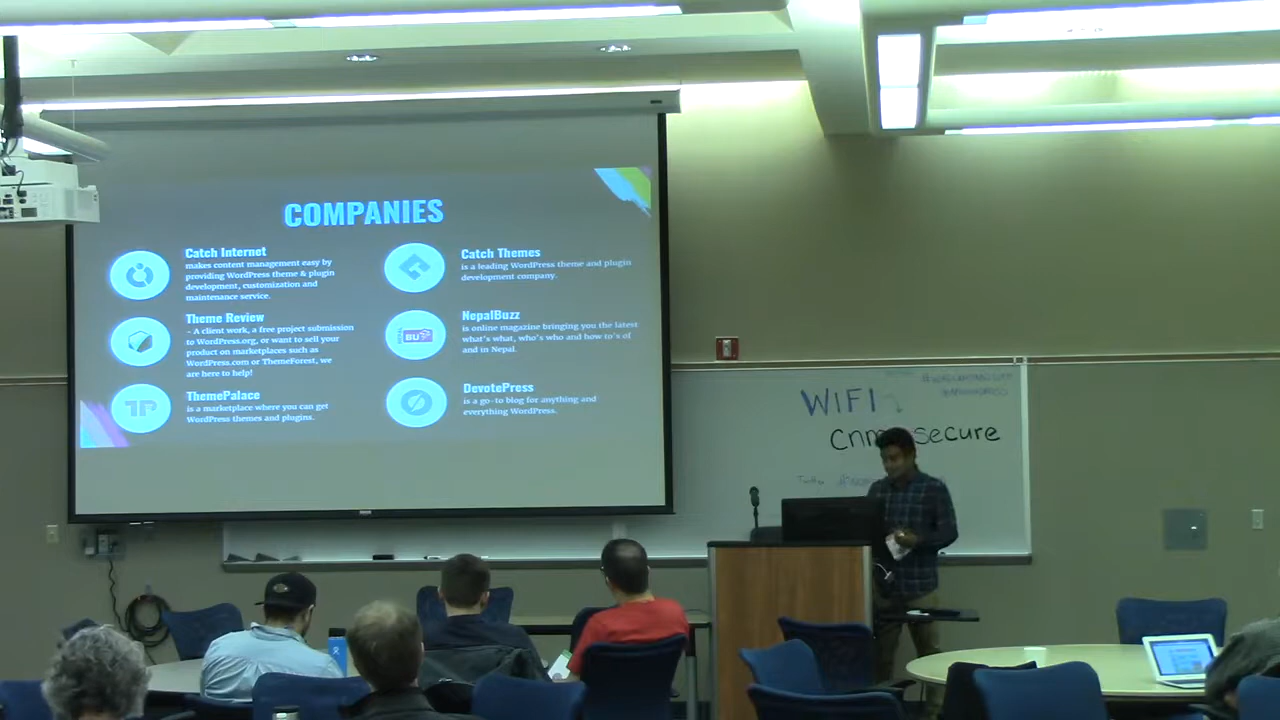 COMPANIES
Catch Internet
makes content management easy by
providing WordPress theme & plugin
development, customization and
maintenance service.
Catch Themes
is a leading WordPress theme and plugin
development company.
Theme Review
- A client work, a free project submission
to WordPress.org, or want to sell your
product on marketplaces such as
WordPress.com or ThemeForest, we
are here to help!
BUZZ
NepalBuzz
is online magazine bringing you the latest
what's what, who's who and how to's of
and in Nepal.
TP
ThemePalace
is a marketplace where you can get
WordPress themes and plugins.
DevotePress
is a go-to blog for anything and
everything WordPress.
WIFI
cnm secure
Twitter